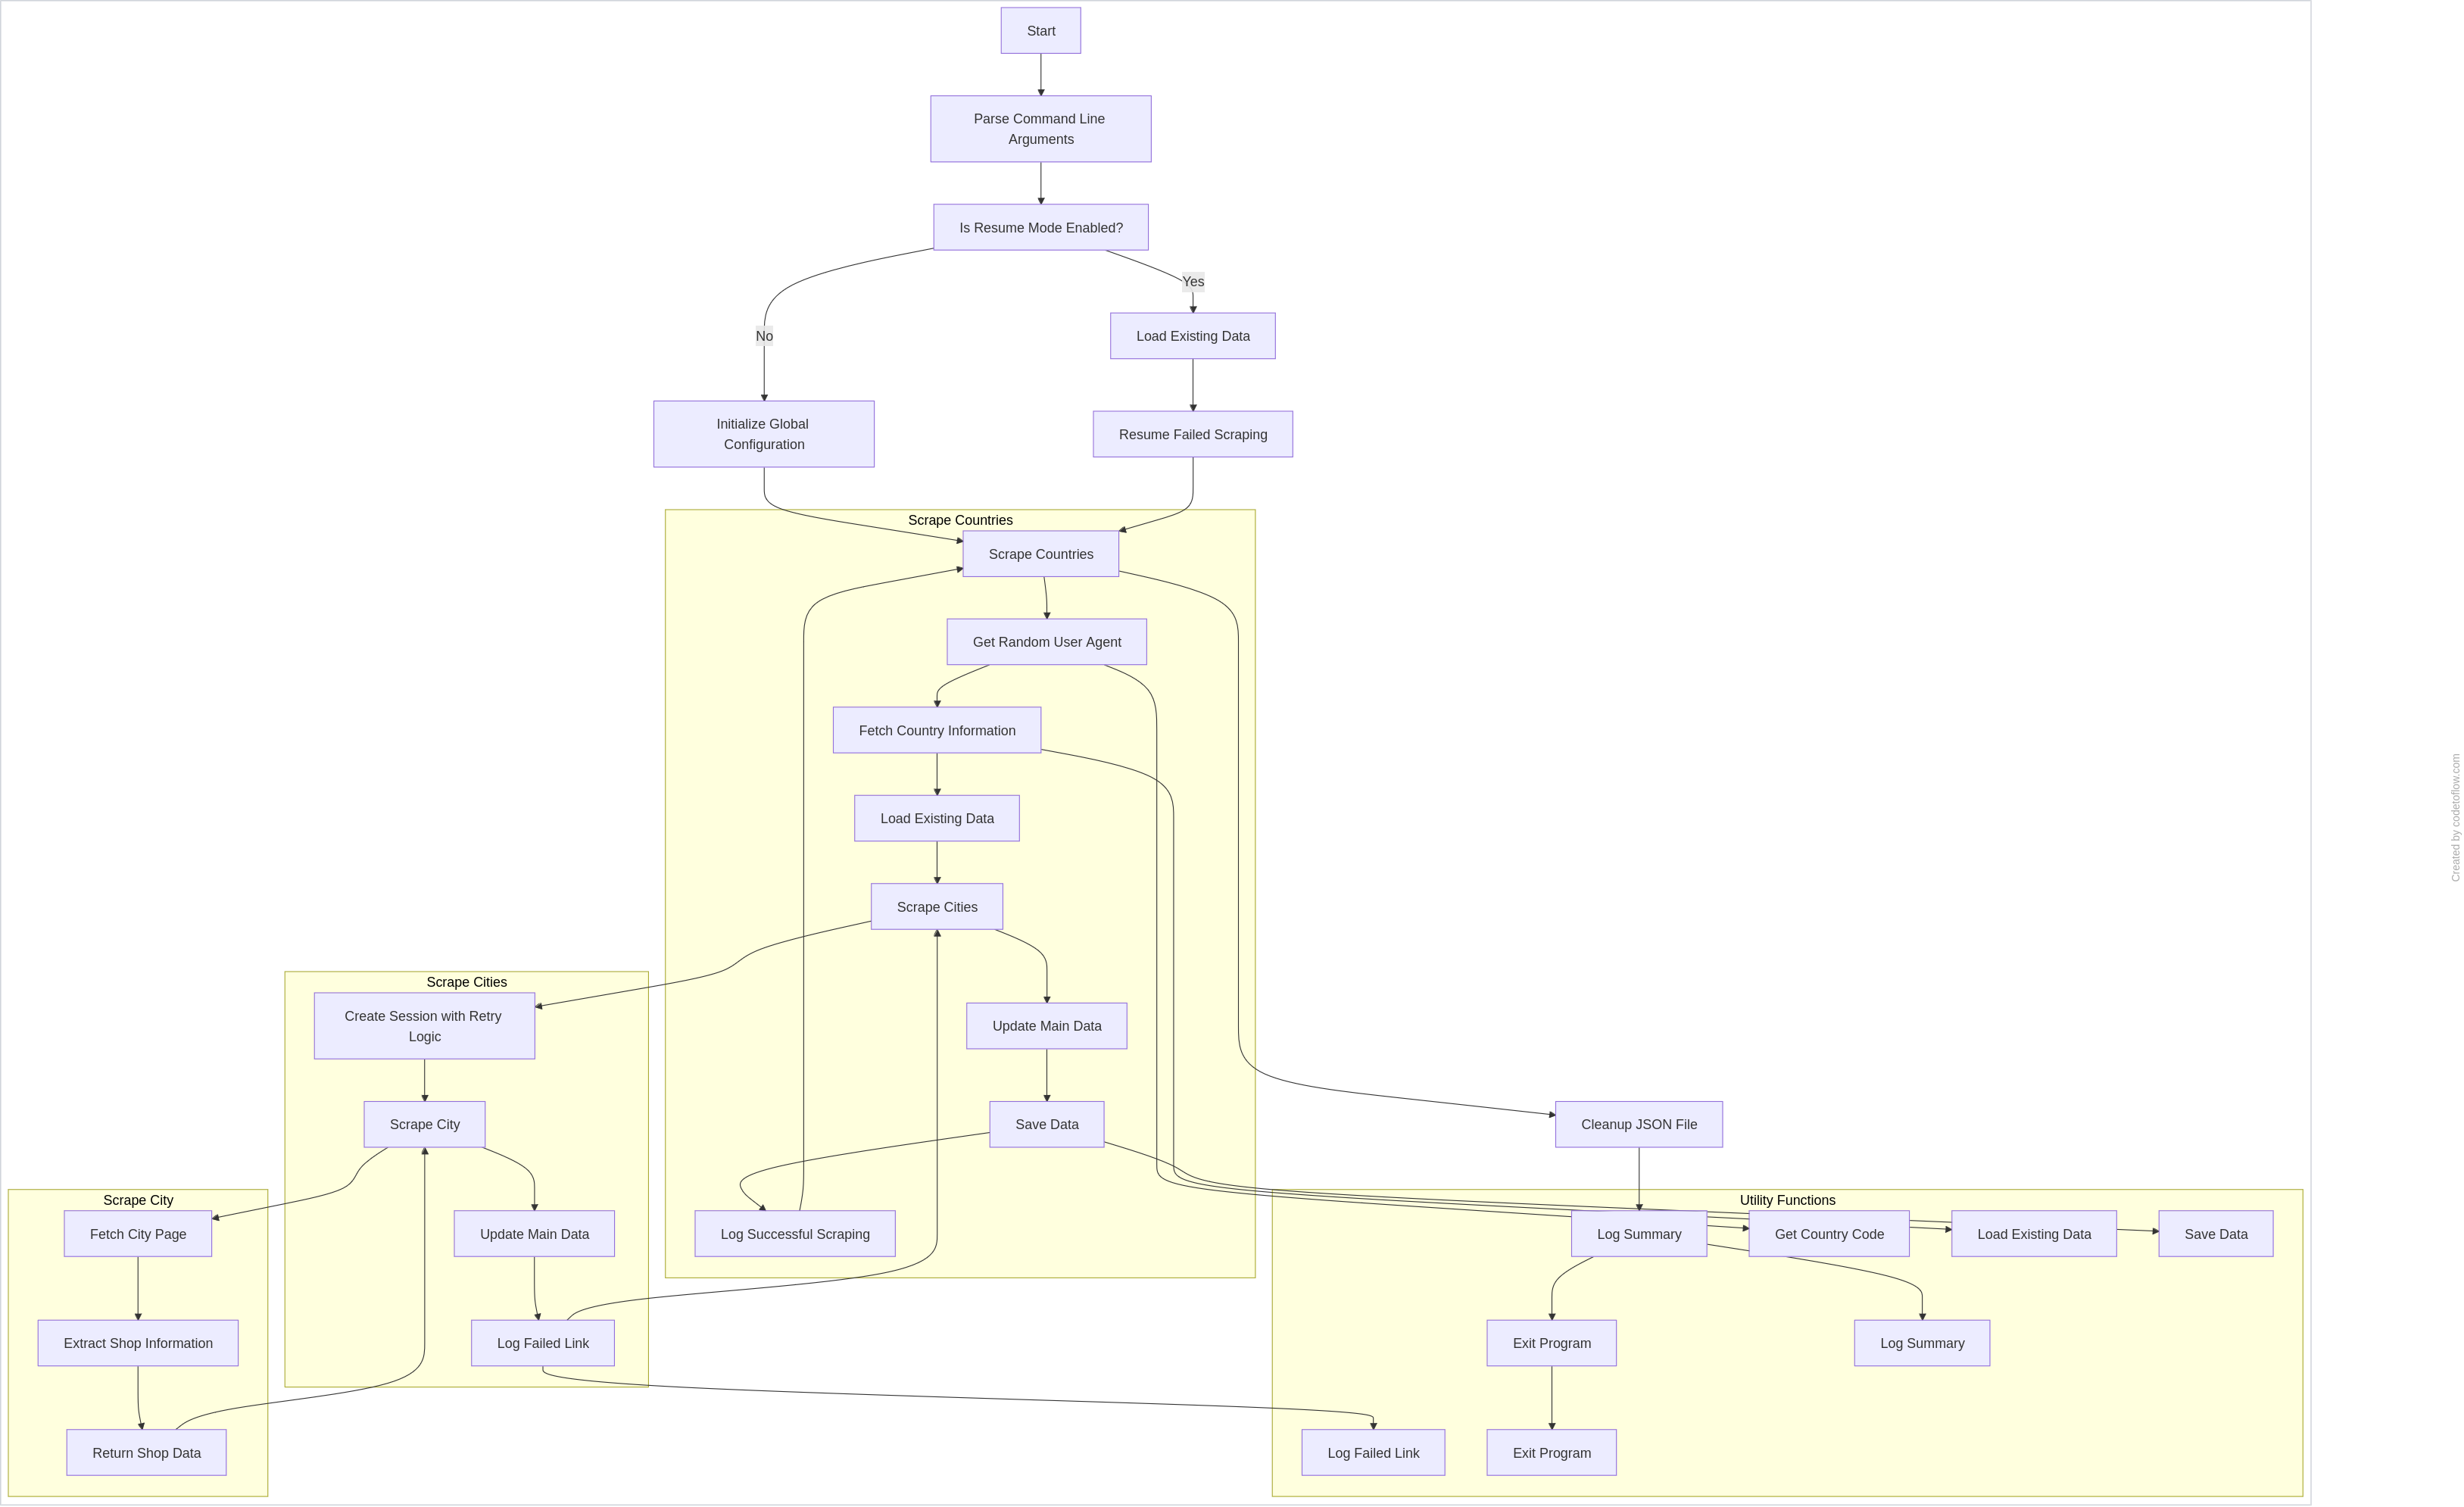 Start
Parse Command Line
Arguments
Is Resume Mode Enabled?
Yes
No
Load Existing Data
Initialize Global
Configuration
Resume Failed Scraping
Scrape Countries
Scrape Countries
Get Random User Agent
Fetch Country Information
Load Existing Data
Scrape Cities
Update Main Data
Save Data
Log Successful Scraping
Scrape Cities
Create Session with Retry
Logic
Scrape City
Update Main Data
Log Failed Link
Scrape City
Fetch City Page
Extract Shop Information
Return Shop Data
Cleanup JSON File
Utility Functions
Log Summary
Get Country Code
Load Existing Data
Save Data
Exit Program
Log Summary
Log Failed Link
Exit Program
Created by codetoflow.com